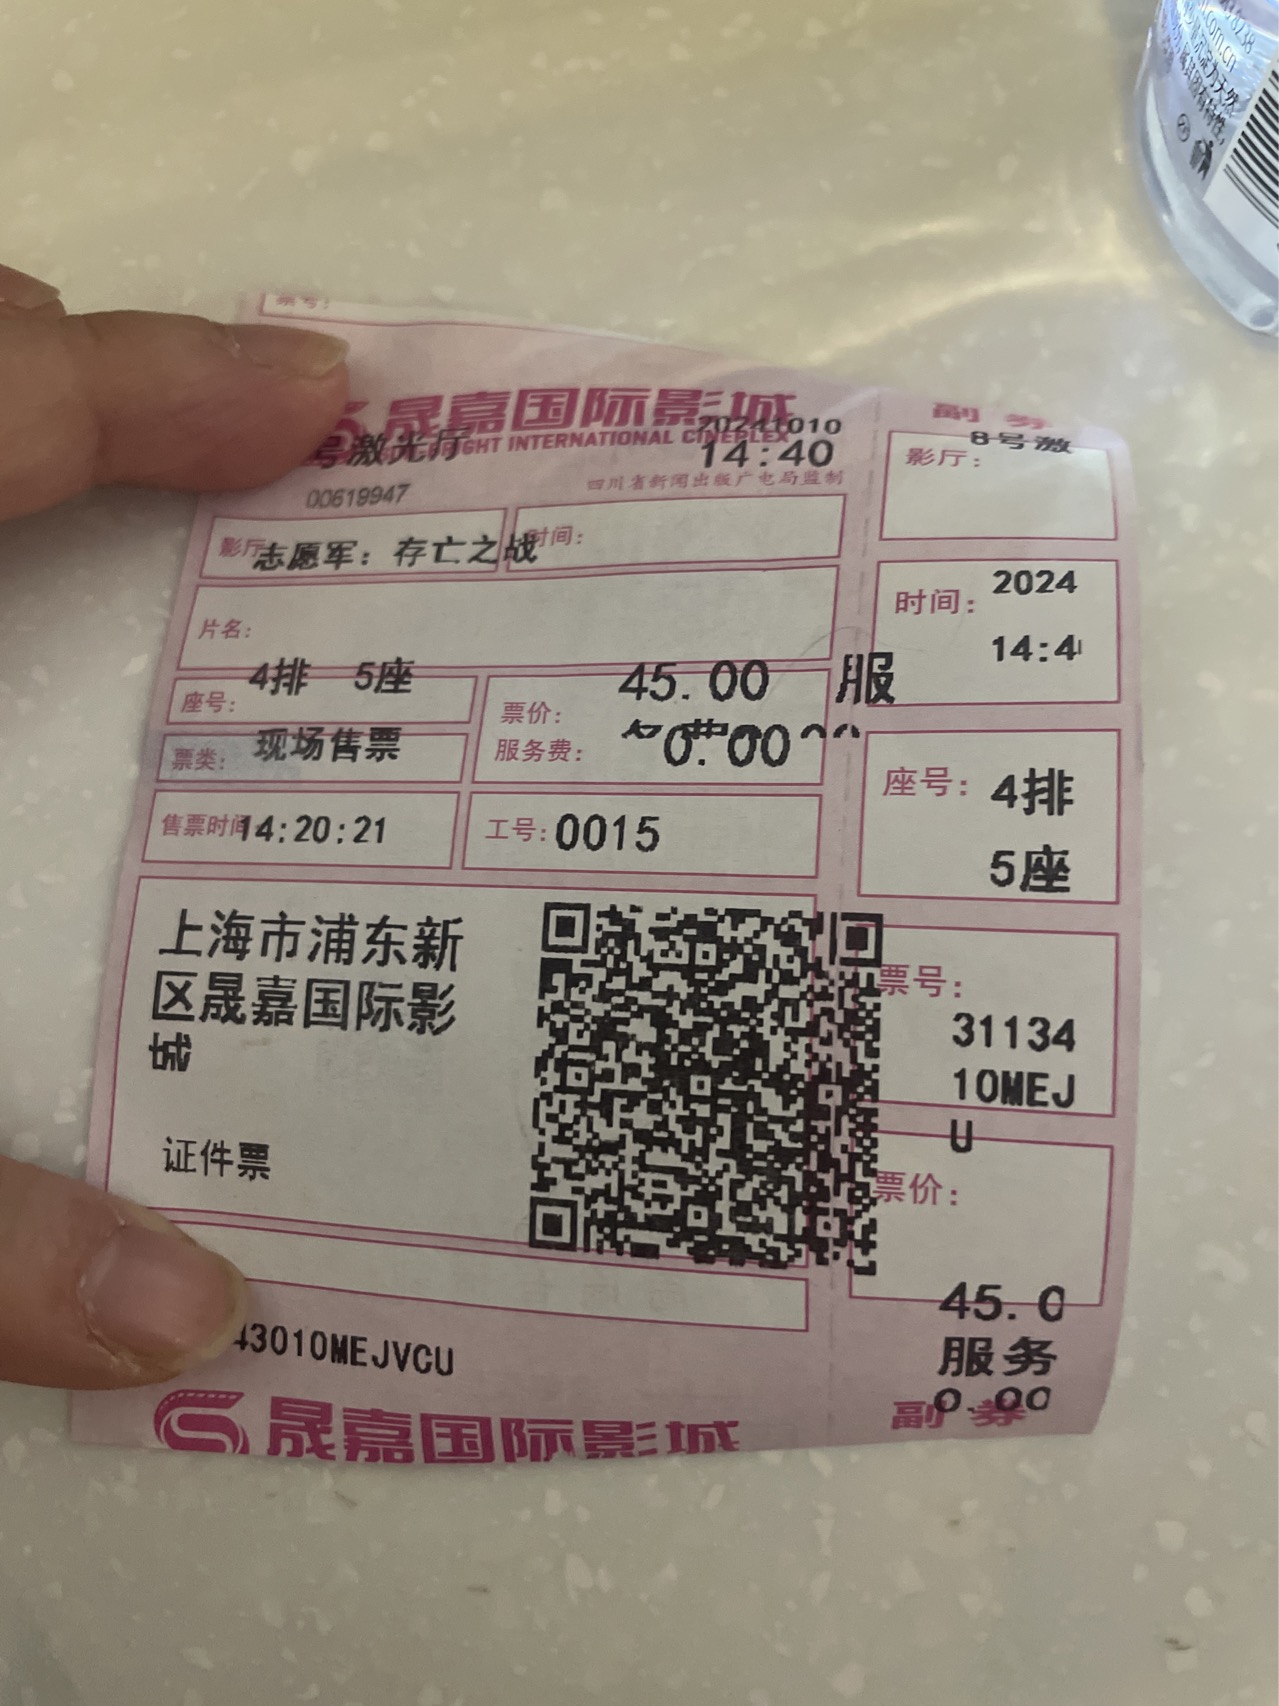 票号:
晟嘉国际影城
INTERNATIONAL CINEPLEX
号激光厅
20241010
14:40
四川省新闻出版广电局监制
00619947
影厅
志愿军：存亡之战
时间:
片名:
座号:
4排 5座
票价:
45.00 服
票类:
现场售票
服务费:
0.00
售票时间
14:20:21
工号:
0015
上海市浦东新
区晟嘉国际影
证件票
43010MEJVCU
晟嘉国际影城
副 券
影厅:
8号激
时间:
2024
14:4
座号:
4排
5座
票号:
31134
10MEJ
U
票价:
45.0
服务
0.00
副 券
.com.cn